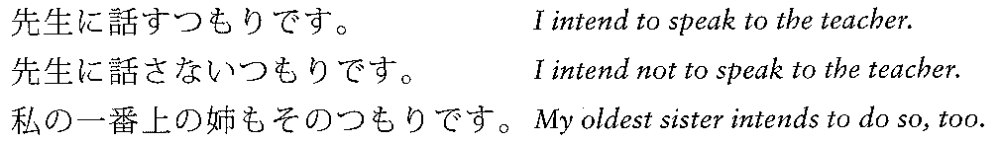 先生に話すつもりです。 I intend to speak to the teacher.
先生に話さないつもりです。 I intend not to speak to the teacher.
私の一番上の姉もそのつもりです。 My oldest sister intends to do so, too.